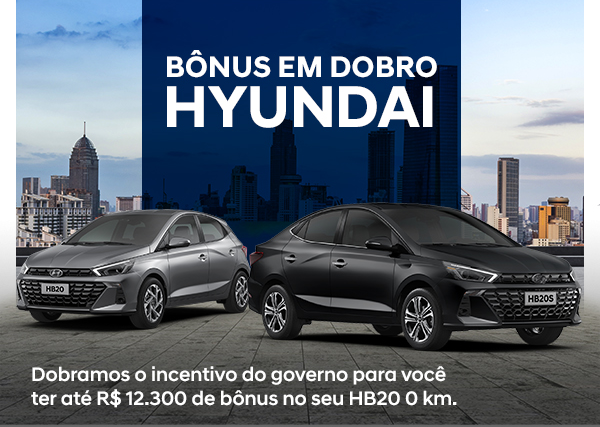 BÔNUS EM DOBRO
HYUNDAI
HB20
HB20S
Dobramos o incentivo do governo para você
ter até R$ 12.300 de bônus no seu HB20 0 km.